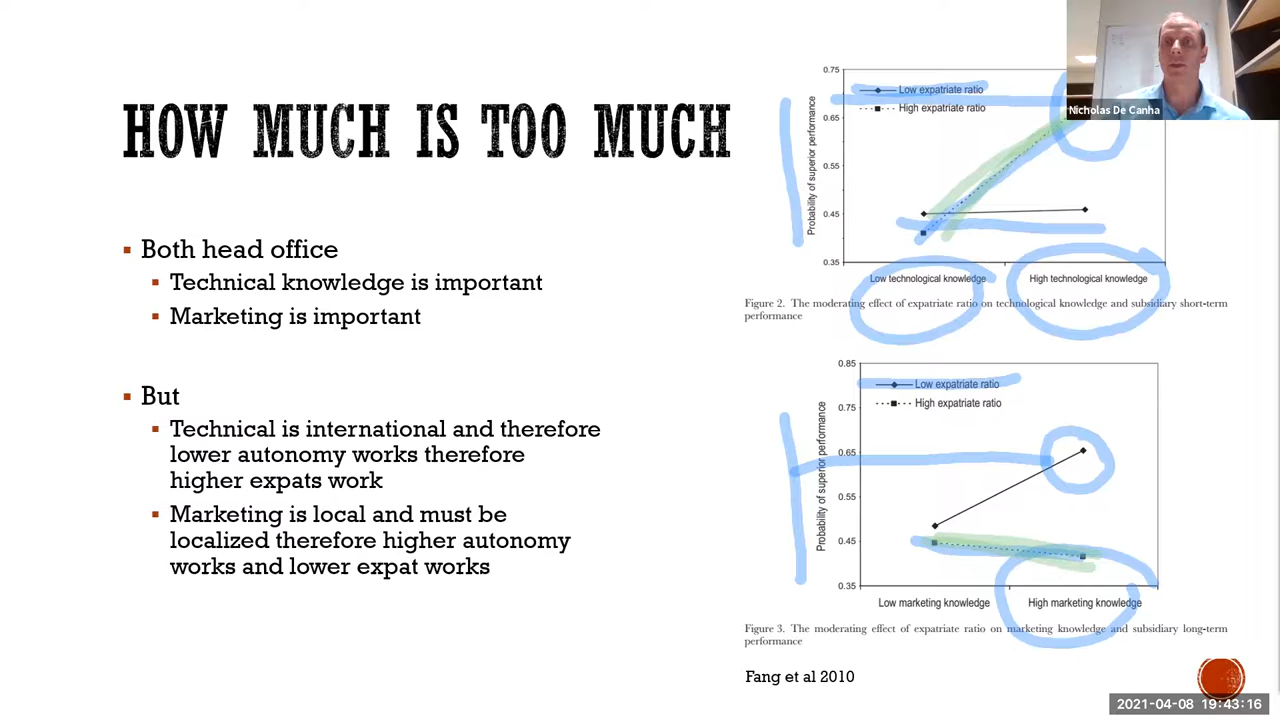 HOW MUCH IS TOO MUCH
Both head office
Technical knowledge is important
Marketing is important
But
Technical is international and therefore
lower autonomy works therefore
higher expats work
Marketing is local and must be
localized therefore higher autonomy
works and lower expat works
Nicholas De Canha
0.75
0.65
0.55
0.45
0.35
Probability of superior performance
Low expatriate ratio
High expatriate ratio
Low technological knowledge
High technological knowledge
Figure 2. The moderating effect of expatriate ratio on technological knowledge and subsidiary short-term
performance
0.85
0.75
0.65
0.55
0.45
0.35
Probability of superior performance
Low expatriate ratio
High expatriate ratio
Low marketing knowledge
High marketing knowledge
Figure 3. The moderating effect of expatriate ratio on marketing knowledge and subsidiary long-term
performance
Fang et al 2010
2021-04-08 19:43:16